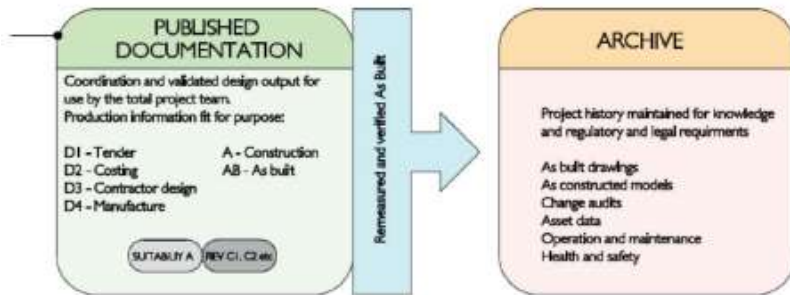 PUBLISHED
DOCUMENTATION
Coordination and validated design output for
use by the total project team.
Production information fit for purpose:
D1 - Tender
D2 - Costing
D3 - Contractor design
D4 - Manufacture
A - Construction
AB - As built
SUITABILIY A
REV C1, C2 etc
Remeasured and verified As Built
ARCHIVE
Project history maintained for knowledge
and regulatory and legal requirments
As built drawings
As constructed models
Change audits
Asset data
Operation and maintenance
Health and safety